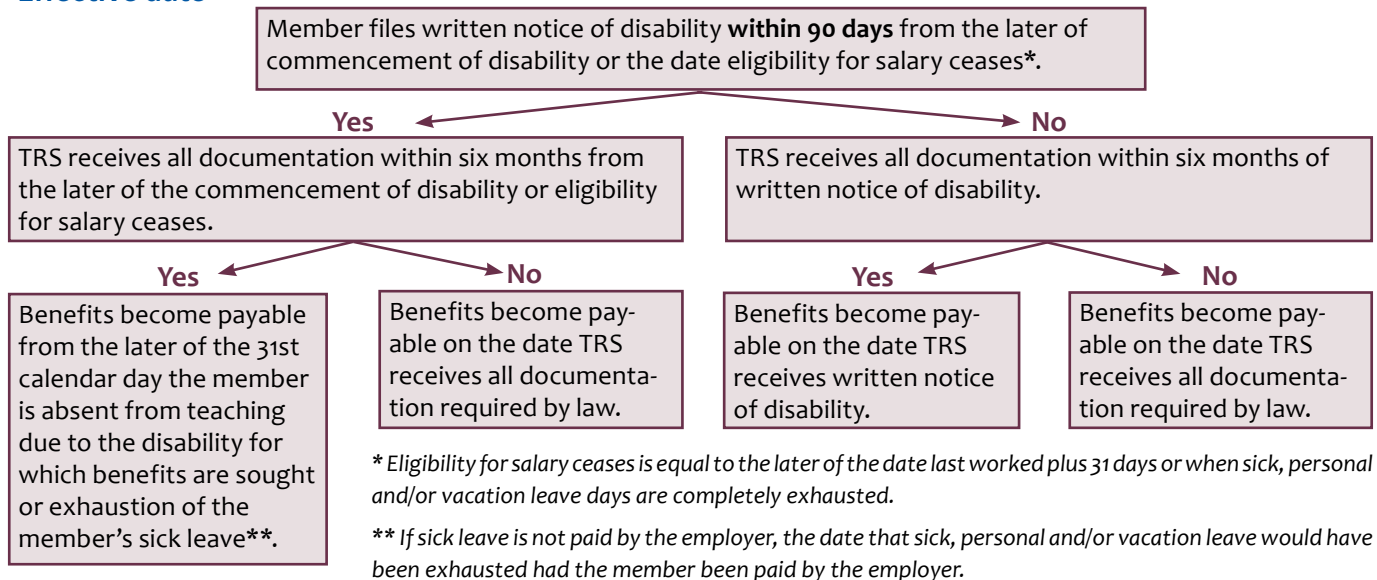 Effective date
Member files written notice of disability within 90 days from the later of
commencement of disability or the date eligibility for salary ceases*.
Yes
No
TRS receives all documentation within six months from
the later of the commencement of disability or eligibility
for salary ceases.
TRS receives all documentation within six months of
written notice of disability.
Yes
No
Yes
No
Benefits become payable
from the later of the 31st
calendar day the member
is absent from teaching
due to the disability for
which benefits are sought
or exhaustion of the
member's sick leave**.
Benefits become pay-
able on the date TRS
receives all documenta-
tion required by law.
Benefits become pay-
able on the date TRS
receives written notice
of disability.
Benefits become pay-
able on the date TRS
receives all documenta-
tion required by law.
* Eligibility for salary ceases is equal to the later of the date last worked plus 31 days or when sick, personal
and/or vacation leave days are completely exhausted.
** If sick leave is not paid by the employer, the date that sick, personal and/or vacation leave would have
been exhausted had the member been paid by the employer.